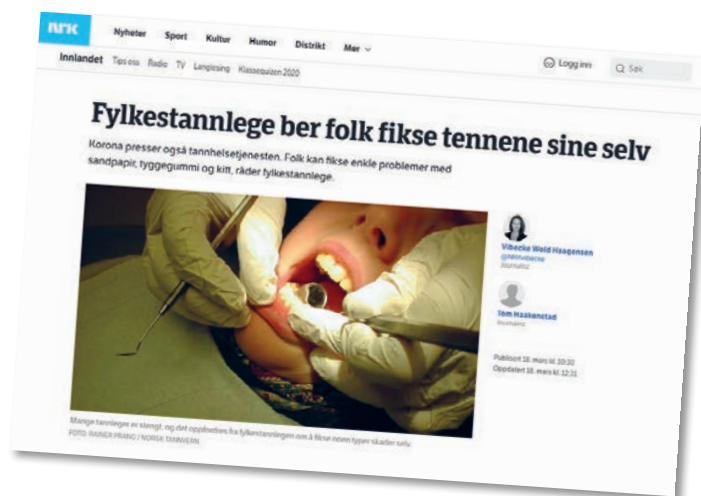 nrk
Nyheter Sport Kultur Humor Distrikt Mer
Logg inn
Søk
Innlandet Tips oss Radio TV Langlesing Klassequizen 2020
Fylkestannlege ber folk fikse tennene sine selv
Korona presser også tannhelsetjenesten. Folk kan fikse enkle problemer med
sandpapir, tyggegummi og kitt, råder fylkestannlege.
Vibecke Wold Haagensen
@NRKvibecke
Journalist
Tom Haakenstad
Journalist
Publisert 18. mars kl. 10:30
Oppdatert 18. mars kl. 12:31
Mange tannleger er stengt, og det oppfordres fra fylkestannlegen om å fikse noen typer skader selv.
FOTO: RAINER PRANG / NORSK TANNVERN